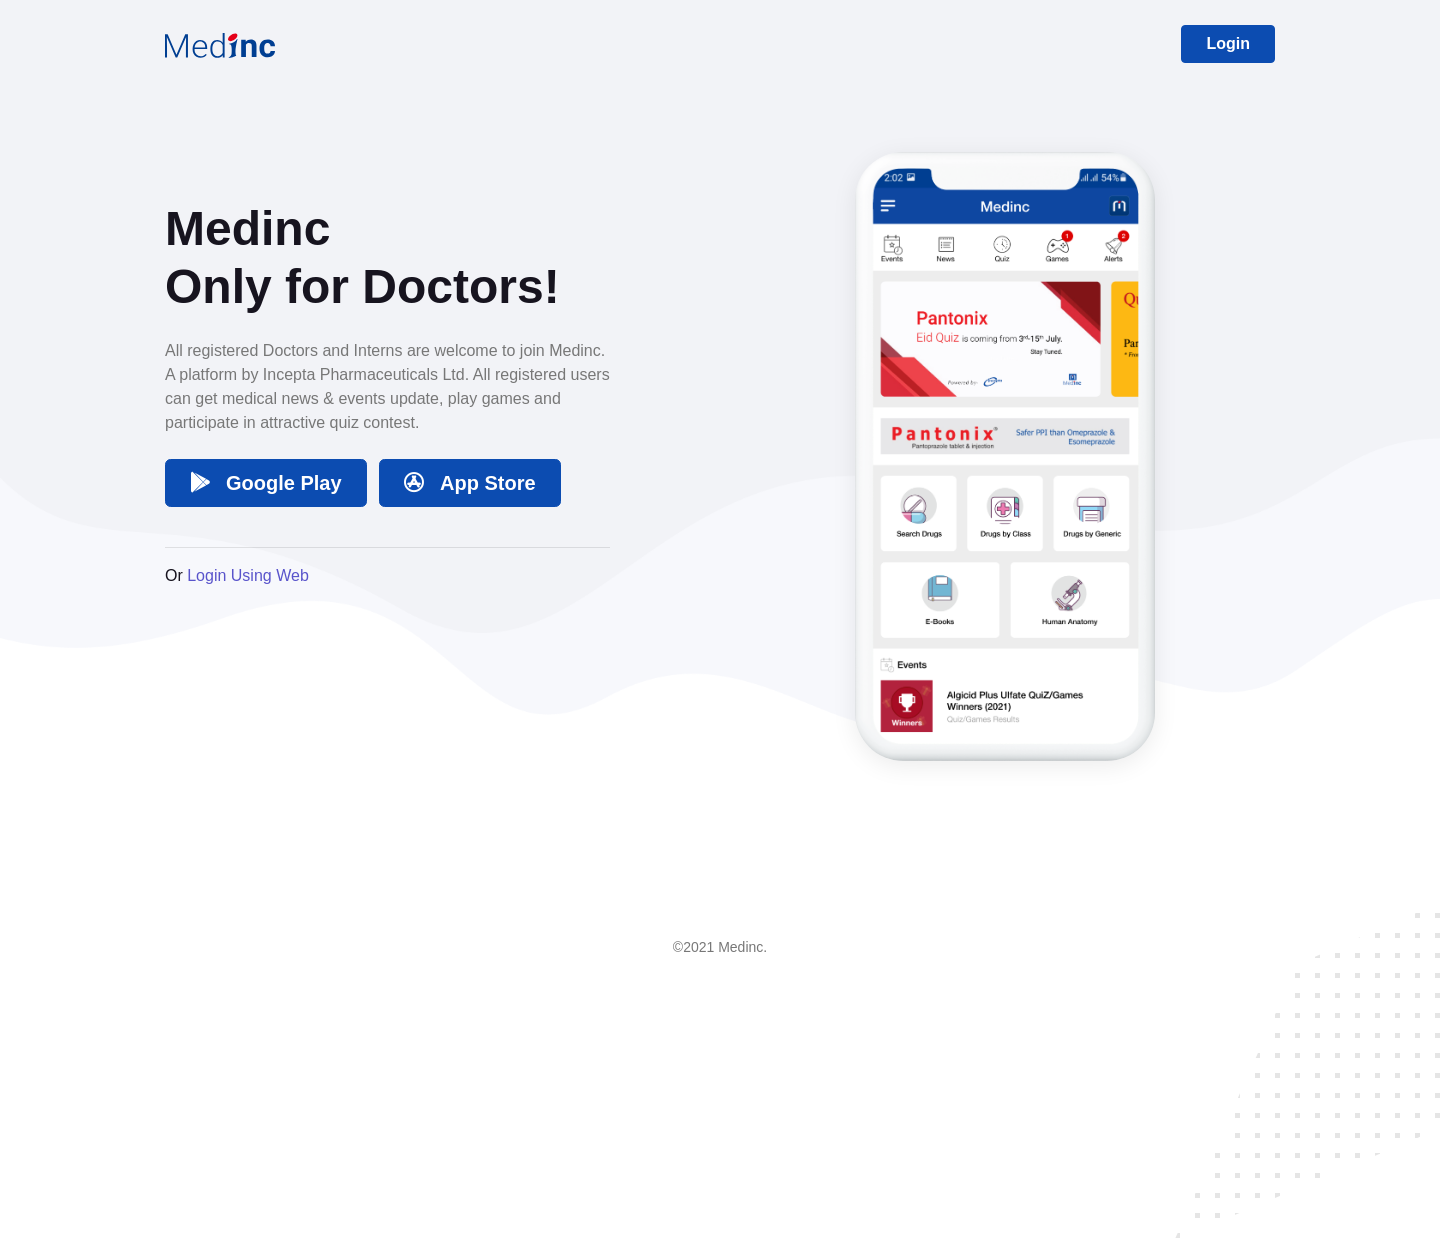 Medinc
Login
Medinc
Only for Doctors!
All registered Doctors and Interns are welcome to join Medinc.
A platform by Incepta Pharmaceuticals Ltd. All registered users
can get medical news & events update, play games and
participate in attractive quiz contest.
Google Play
App Store
Or Login Using Web
2:02
54%
Medinc
1
2
Events
News
Quiz
Games
Alerts
Pantonix
Eid Quiz is coming from 3rd-15th July.
Stay Tuned.
Powered by:
Medinc
Qu
Par
* Fro
Pantonix®
Pantoprazole tablet & injection
Safer PPI than Omeprazole &
Esomeprazole
Search Drugs
Drugs by Class
Drugs by Generic
E-Books
Human Anatomy
Events
Winners
Algicid Plus Ulfate QuiZ/Games
Winners (2021)
Quiz/Games Results
©2021 Medinc.